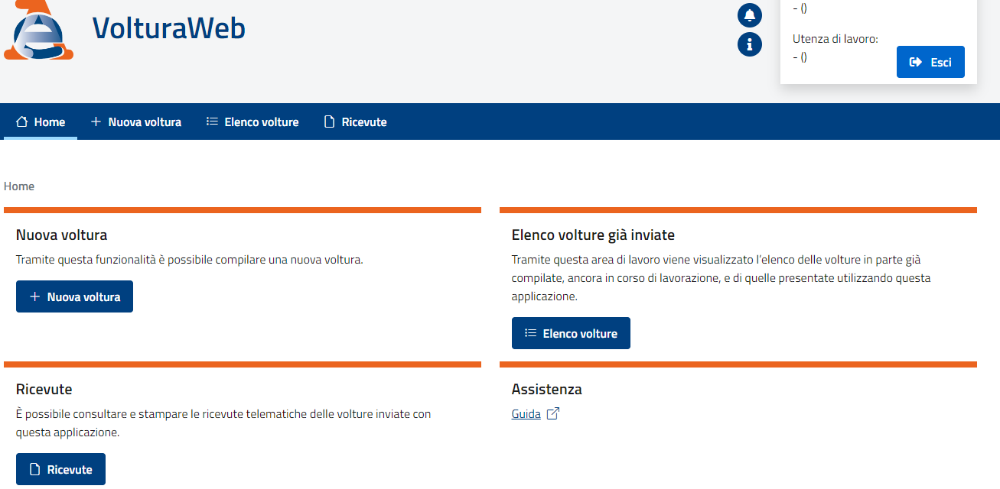 VolturaWeb
- ()
Utenza di lavoro:
- ()
Esci
Home
Nuova voltura
Elenco volture
Ricevute
Home
Nuova voltura
Tramite questa funzionalità è possibile compilare una nuova voltura.
Nuova voltura
Elenco volture già inviate
Tramite questa area di lavoro viene visualizzato l'elenco delle volture in parte già
compilate, ancora in corso di lavorazione, e di quelle presentate utilizzando questa
applicazione.
Elenco volture
Ricevute
È possibile consultare e stampare le ricevute telematiche delle volture inviate con
questa applicazione.
Ricevute
Assistenza
Guida